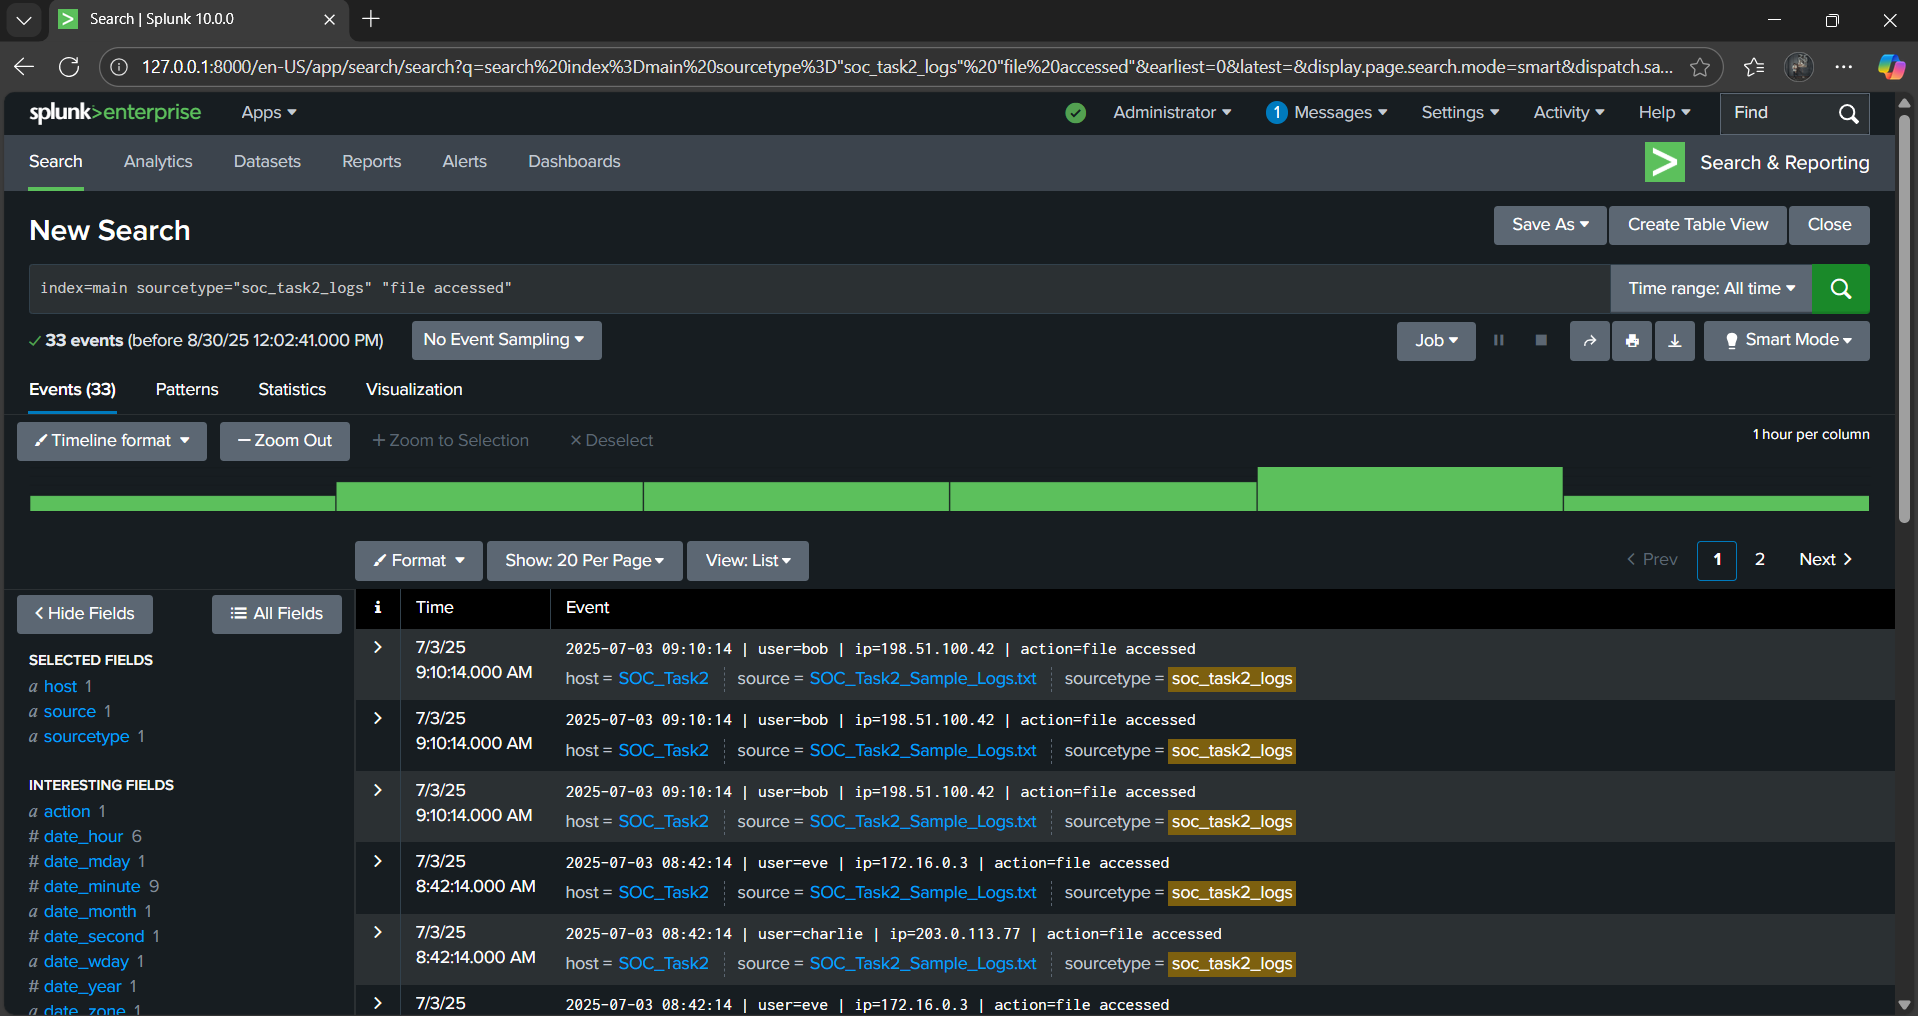 Search | Splunk 10.0.0
127.0.0.1:8000/en-US/app/search/search?q=search%20index%3Dmain%20sourcetype%3D"soc_task2_logs"%20"file%20accessed"&earliest=0&latest=&display.page.search.mode=smart&dispatch.sa...
splunk>enterprise Apps Administrator 1 Messages Settings Activity Help Find
Search Analytics Datasets Reports Alerts Dashboards Search & Reporting
New Search Save As Create Table View Close
index=main sourcetype="soc_task2_logs" "file accessed" Time range: All time
33 events (before 8/30/25 12:02:41.000 PM) No Event Sampling Job Smart Mode
Events (33) Patterns Statistics Visualization
Timeline format Zoom Out Zoom to Selection Deselect 1 hour per column
Format Show: 20 Per Page View: List Prev 1 2 Next
Hide Fields All Fields
SELECTED FIELDS
a host 1
a source 1
a sourcetype 1
INTERESTING FIELDS
a action 1
# date_hour 6
# date_mday 1
# date_minute 9
a date_month 1
# date_second 1
a date_wday 1
# date_year 1
a date_zone 1
i Time Event
7/3/25 2025-07-03 09:10:14 | user=bob | ip=198.51.100.42 | action=file accessed
9:10:14.000 AM host = SOC_Task2 source = SOC_Task2_Sample_Logs.txt sourcetype = soc_task2_logs
7/3/25 2025-07-03 09:10:14 | user=bob | ip=198.51.100.42 | action=file accessed
9:10:14.000 AM host = SOC_Task2 source = SOC_Task2_Sample_Logs.txt sourcetype = soc_task2_logs
7/3/25 2025-07-03 09:10:14 | user=bob | ip=198.51.100.42 | action=file accessed
9:10:14.000 AM host = SOC_Task2 source = SOC_Task2_Sample_Logs.txt sourcetype = soc_task2_logs
7/3/25 2025-07-03 08:42:14 | user=eve | ip=172.16.0.3 | action=file accessed
8:42:14.000 AM host = SOC_Task2 source = SOC_Task2_Sample_Logs.txt sourcetype = soc_task2_logs
7/3/25 2025-07-03 08:42:14 | user=charlie | ip=203.0.113.77 | action=file accessed
8:42:14.000 AM host = SOC_Task2 source = SOC_Task2_Sample_Logs.txt sourcetype = soc_task2_logs
7/3/25 2025-07-03 08:42:14 | user=eve | ip=172.16.0.3 | action=file accessed